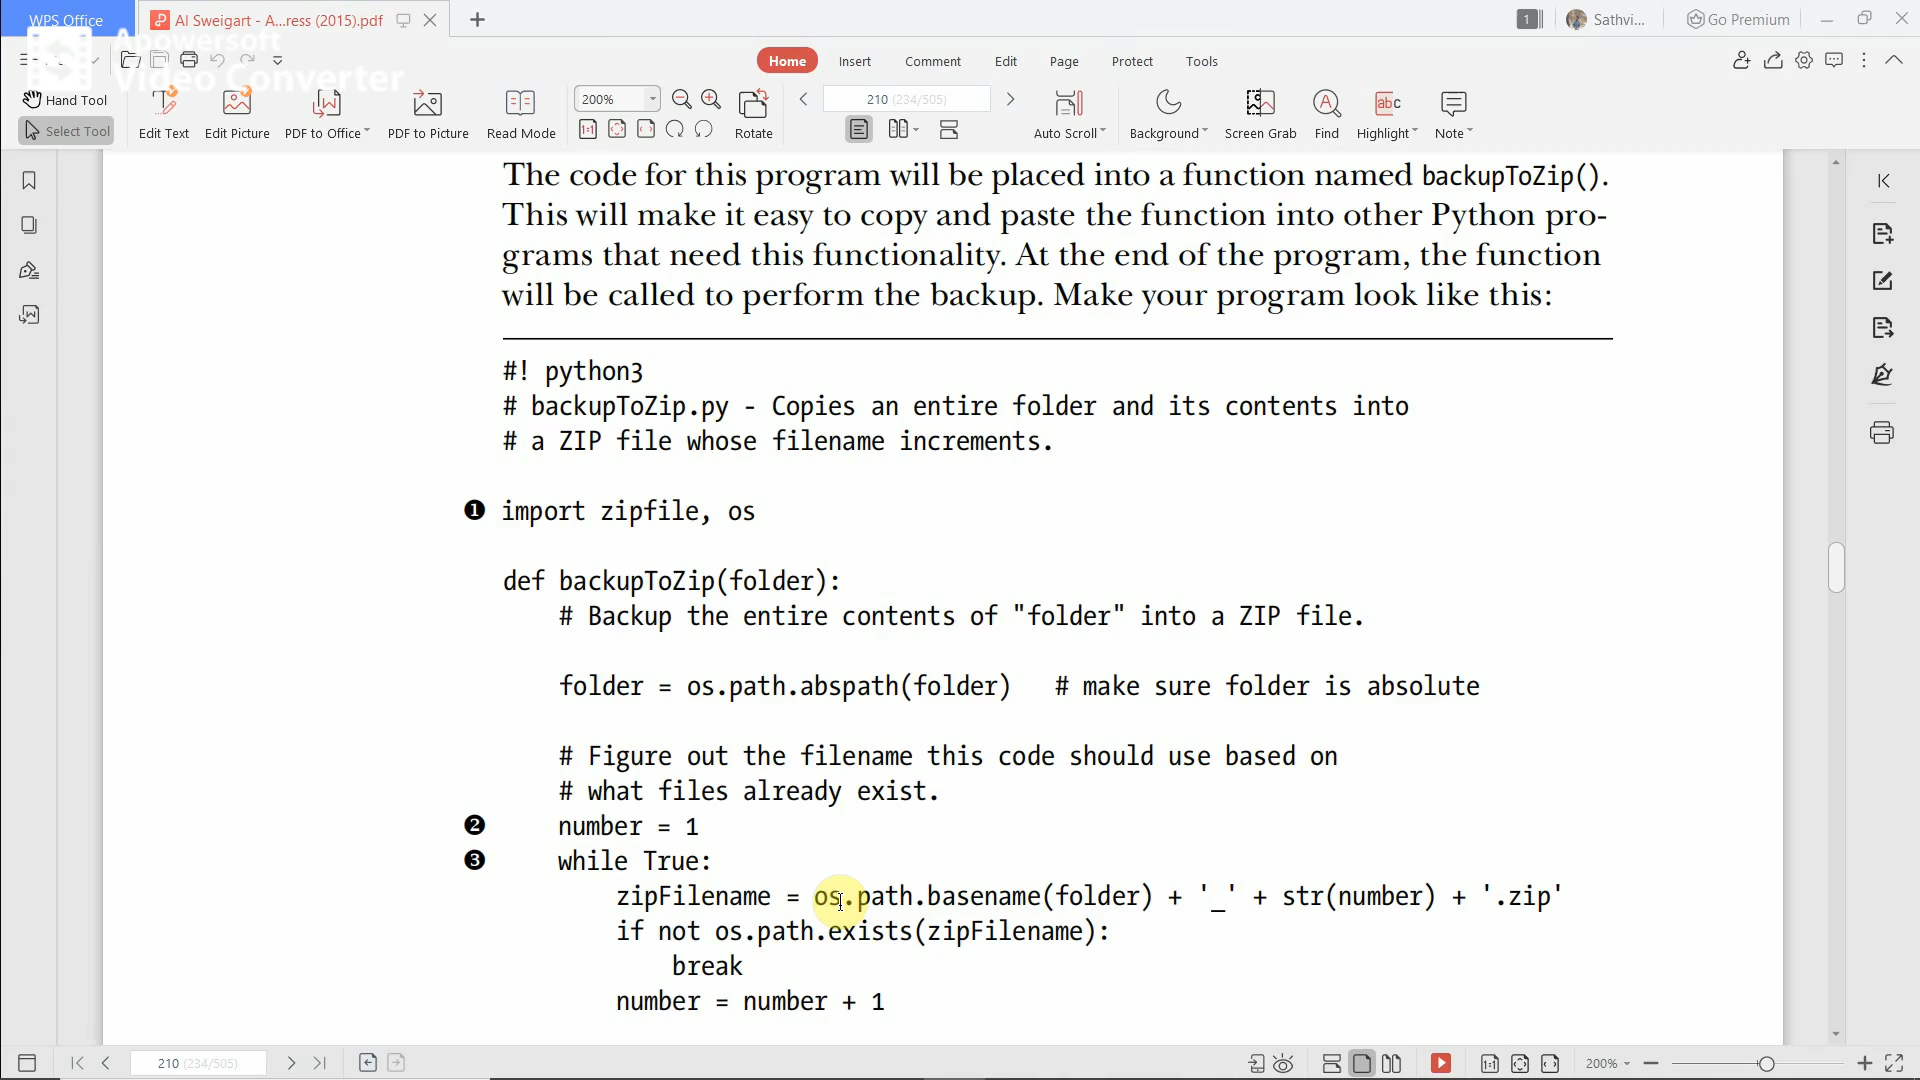 WPS Office
AI Sweigart - A...ress (2015).pdf
1
Sathvi...
Go Premium
Apowersoft
Video Converter
Home
Insert
Comment
Edit
Page
Protect
Tools
Hand Tool
Select Tool
Edit Text
Edit Picture
PDF to Office
PDF to Picture
Read Mode
200%
Rotate
210 (234/505)
Auto Scroll
Background
Screen Grab
Find
Highlight
Note
The code for this program will be placed into a function named backupToZip().
This will make it easy to copy and paste the function into other Python pro-
grams that need this functionality. At the end of the program, the function
will be called to perform the backup. Make your program look like this:
#! python3
# backupToZip.py - Copies an entire folder and its contents into
# a ZIP file whose filename increments.
❶ import zipfile, os
def backupToZip(folder):
# Backup the entire contents of "folder" into a ZIP file.
folder = os.path.abspath(folder) # make sure folder is absolute
# Figure out the filename this code should use based on
# what files already exist.
❷ number = 1
❸ while True:
zipFilename = os.path.basename(folder) + '_' + str(number) + '.zip'
if not os.path.exists(zipFilename):
break
number = number + 1
210 (234/505)
200%